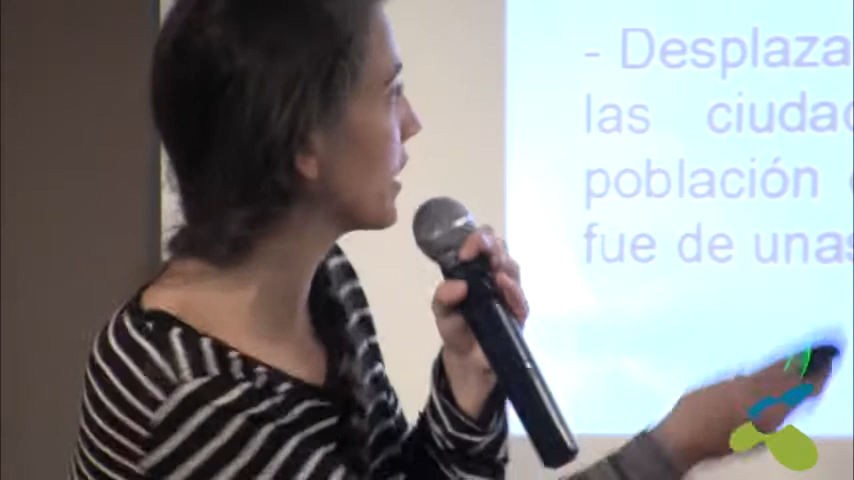 - Desplaza
las ciudad
población
fue de unas